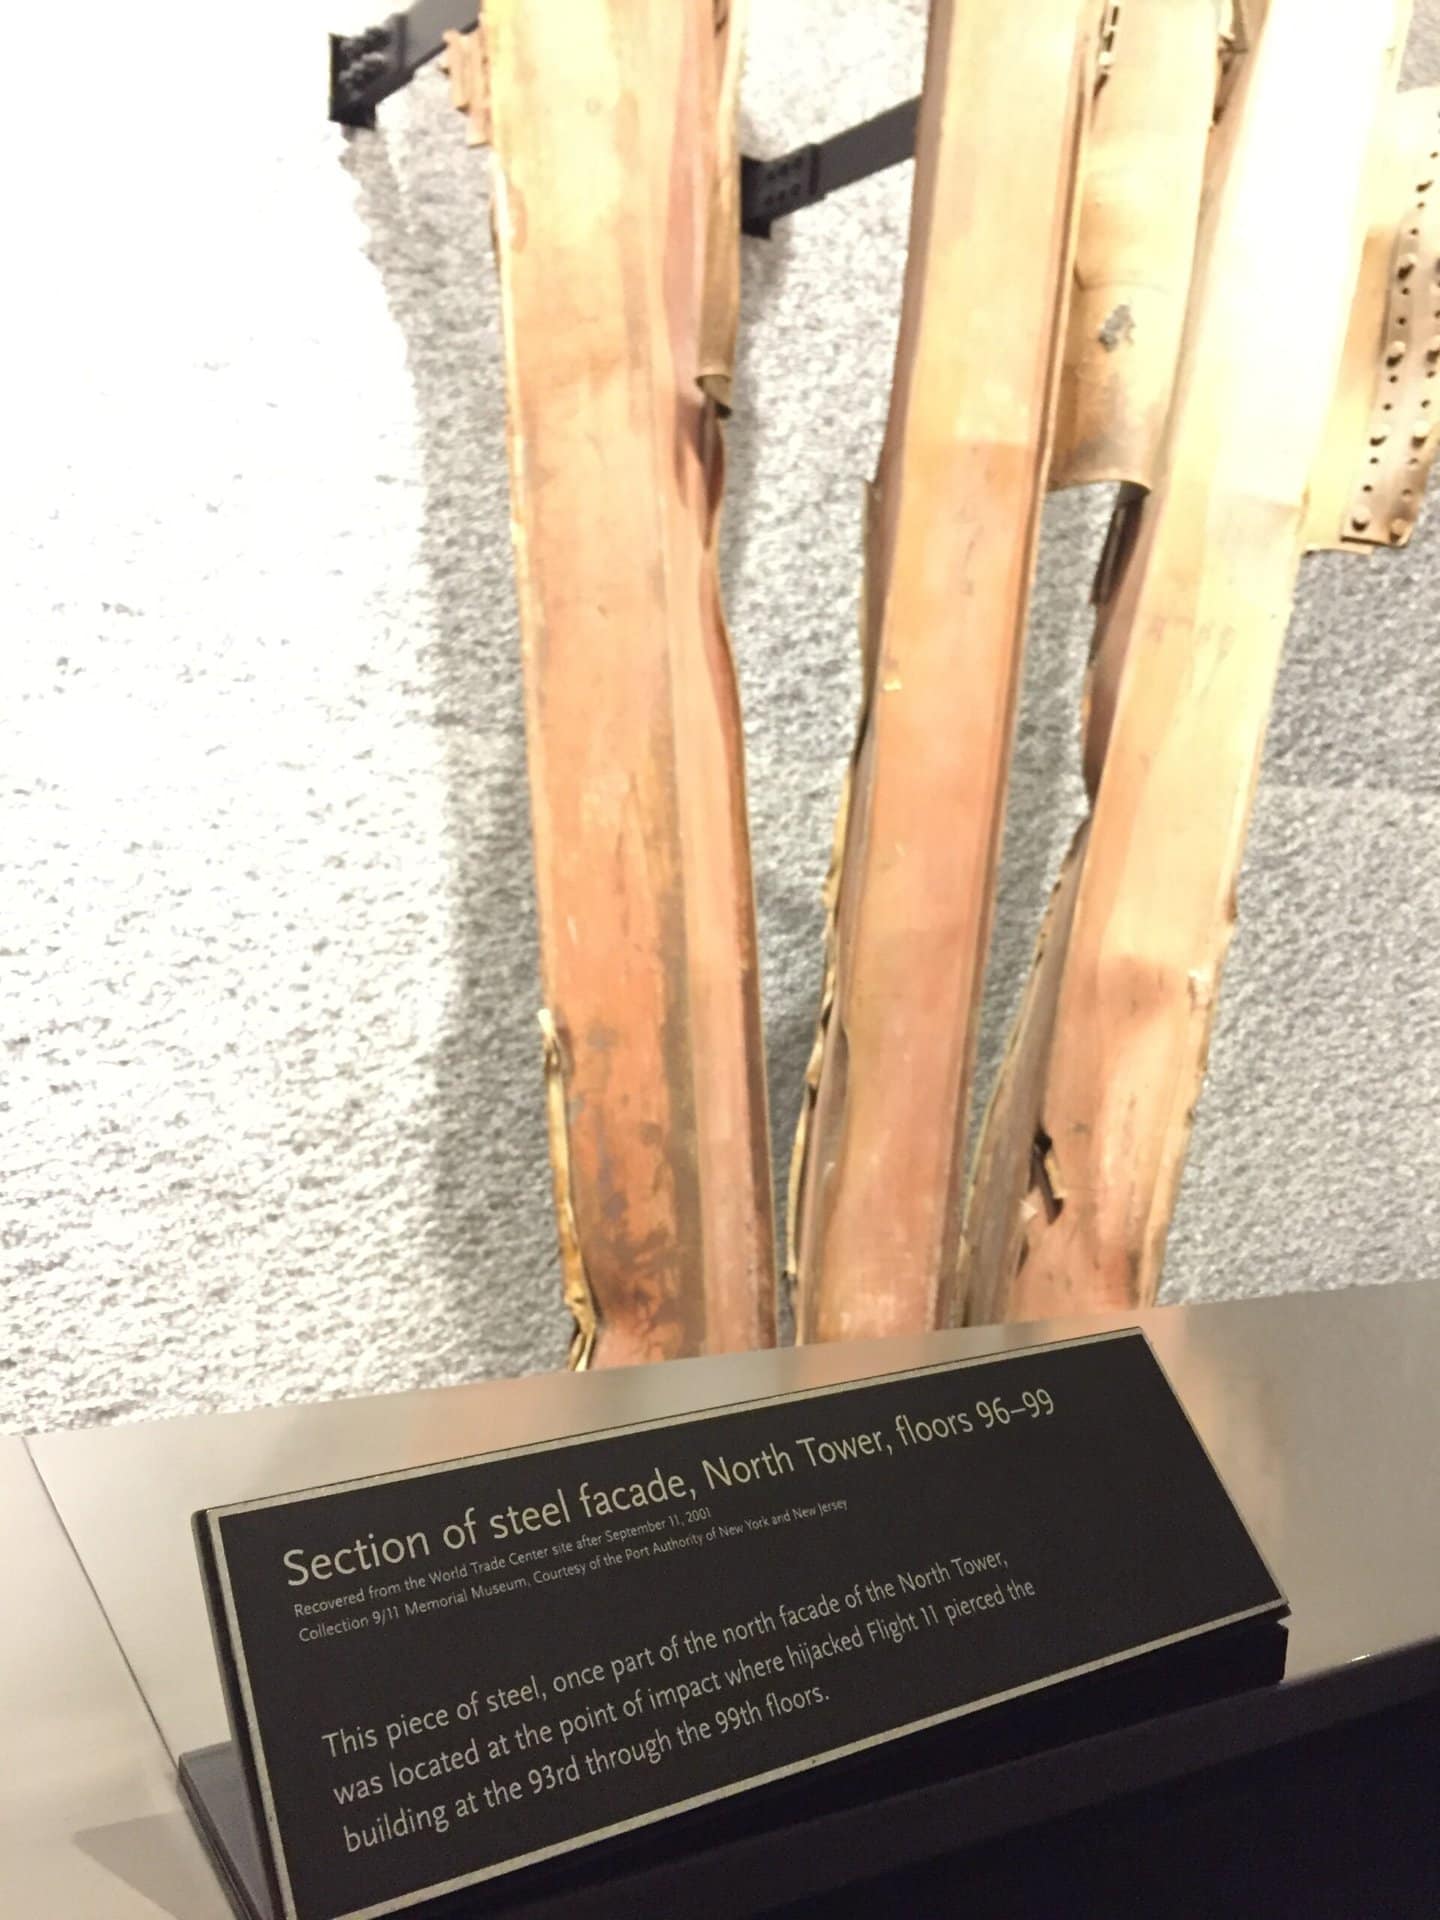 Section of steel facade, North Tower, floors 96–99
Recovered from the World Trade Center site after September 11, 2001
Collection 9/11 Memorial Museum, Courtesy of the Port Authority of New York and New Jersey
This piece of steel, once part of the north facade of the North Tower,
was located at the point of impact where hijacked Flight 11 pierced the
building at the 93rd through the 99th floors.